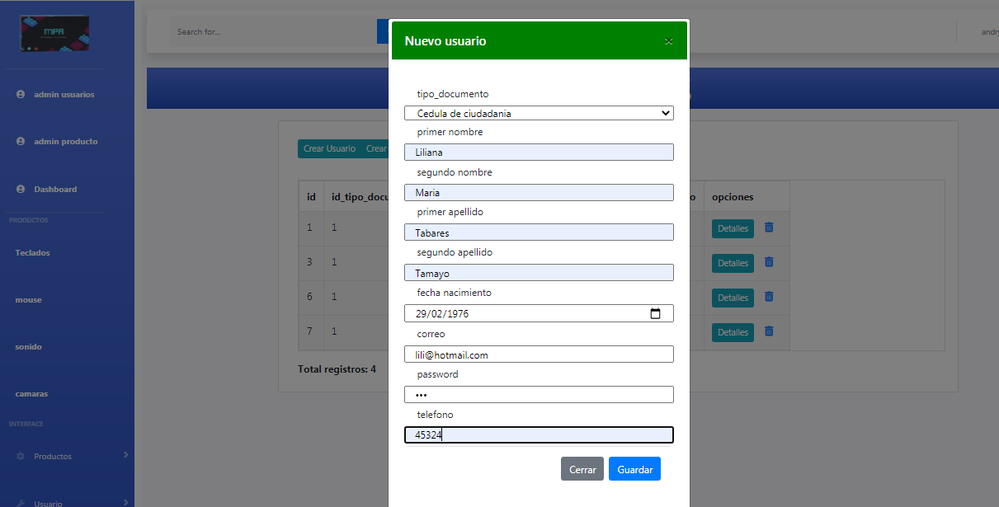 MPA
admin usuarios
admin producto
Dashboard
PRODUCTOS
Teclados
mouse
sonido
camaras
INTERFACE
Productos
Usuario
Search for...
andry
Crear Usuario
Crear
id
id_tipo_docu
o
opciones
1
1
Detalles
3
1
Detalles
6
1
Detalles
7
1
Detalles
Total registros: 4
Nuevo usuario
×
tipo_documento
Cedula de ciudadania
primer nombre
Liliana
segundo nombre
Maria
primer apellido
Tabares
segundo apellido
Tamayo
fecha nacimiento
29/02/1976
correo
lili@hotmail.com
password
•••
telefono
45324
Cerrar
Guardar